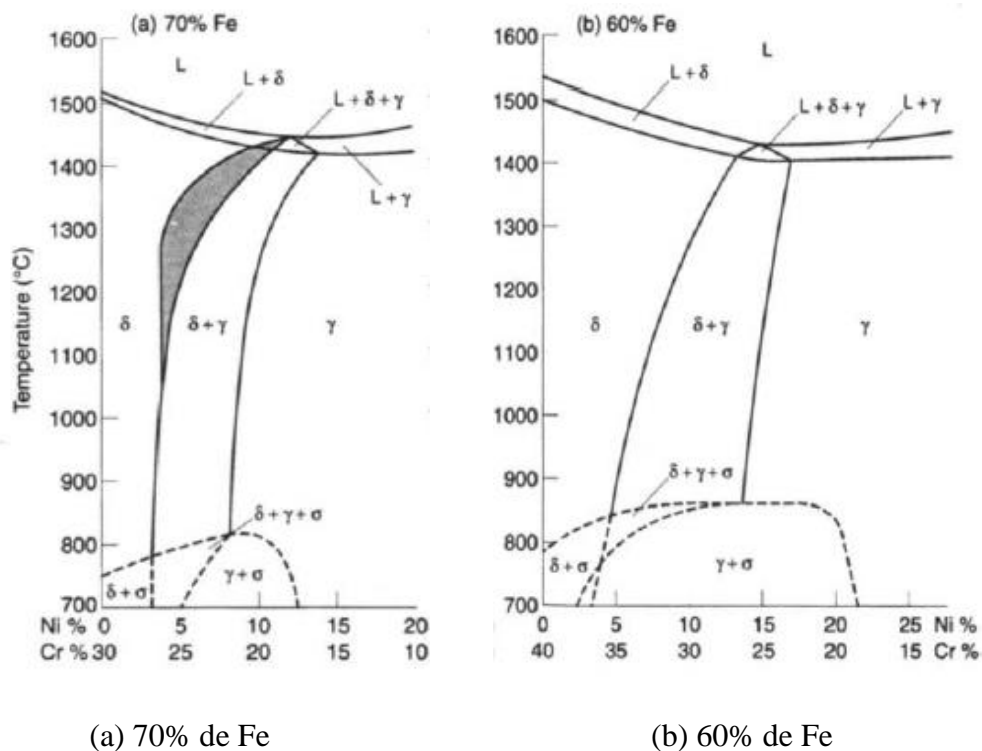 (a) 70% Fe
Temperature (°C)
1600
1500
1400
1300
1200
1100
1000
900
800
700
L
L + δ
L + δ + γ
L + γ
δ
δ + γ
γ
δ + γ + σ
δ + σ
γ + σ
Ni % 0 5 10 15 20
Cr % 30 25 20 15 10
(b) 60% Fe
1600
1500
1400
1300
1200
1100
1000
900
800
700
L
L + δ
L + δ + γ
L + γ
δ
δ + γ
γ
δ + γ + σ
δ + σ
γ + σ
0 5 10 15 20 25 Ni %
40 35 30 25 20 15 Cr %
(a) 70% de Fe
(b) 60% de Fe